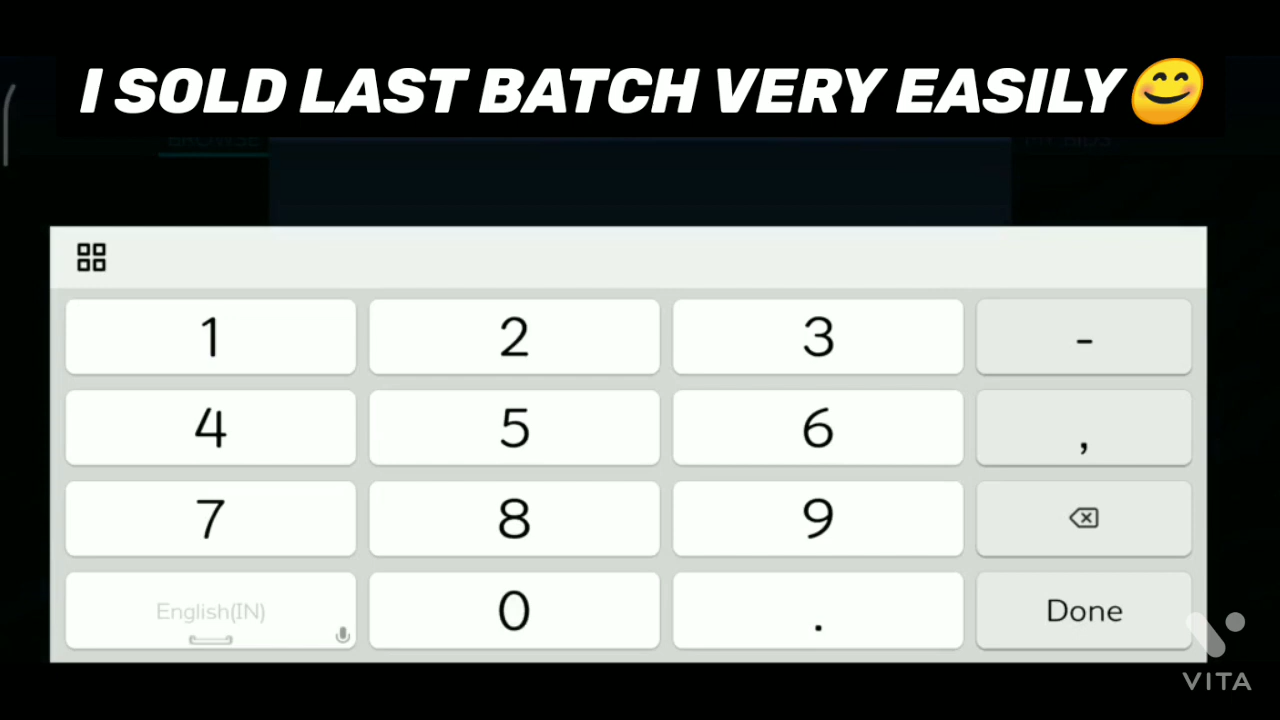 I SOLD LAST BATCH VERY EASILY😊
BROWSE
1 2 3 -
4 5 6 ,
7 8 9
English(IN) 0 . Done
VITA